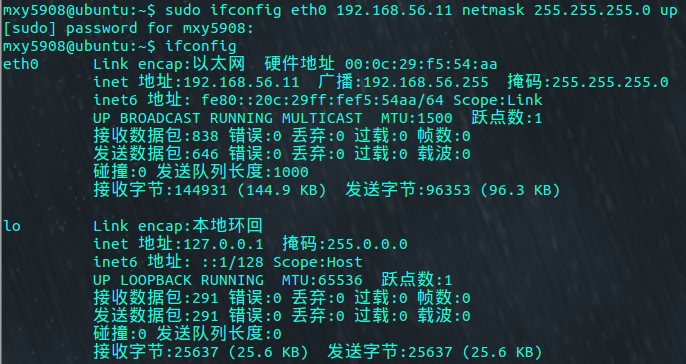 mxy5908@ubuntu:~$ sudo ifconfig eth0 192.168.56.11 netmask 255.255.255.0 up
[sudo] password for mxy5908:
mxy5908@ubuntu:~$ ifconfig
eth0      Link encap:以太网  硬件地址 00:0c:29:f5:54:aa
          inet 地址:192.168.56.11  广播:192.168.56.255  掩码:255.255.255.0
          inet6 地址: fe80::20c:29ff:fef5:54aa/64 Scope:Link
          UP BROADCAST RUNNING MULTICAST  MTU:1500  跃点数:1
          接收数据包:838 错误:0 丢弃:0 过载:0 帧数:0
          发送数据包:646 错误:0 丢弃:0 过载:0 载波:0
          碰撞:0 发送队列长度:1000
          接收字节:144931 (144.9 KB)  发送字节:96353 (96.3 KB)
lo        Link encap:本地环回
          inet 地址:127.0.0.1  掩码:255.0.0.0
          inet6 地址: ::1/128 Scope:Host
          UP LOOPBACK RUNNING  MTU:65536  跃点数:1
          接收数据包:291 错误:0 丢弃:0 过载:0 帧数:0
          发送数据包:291 错误:0 丢弃:0 过载:0 载波:0
          碰撞:0 发送队列长度:0
          接收字节:25637 (25.6 KB)  发送字节:25637 (25.6 KB)